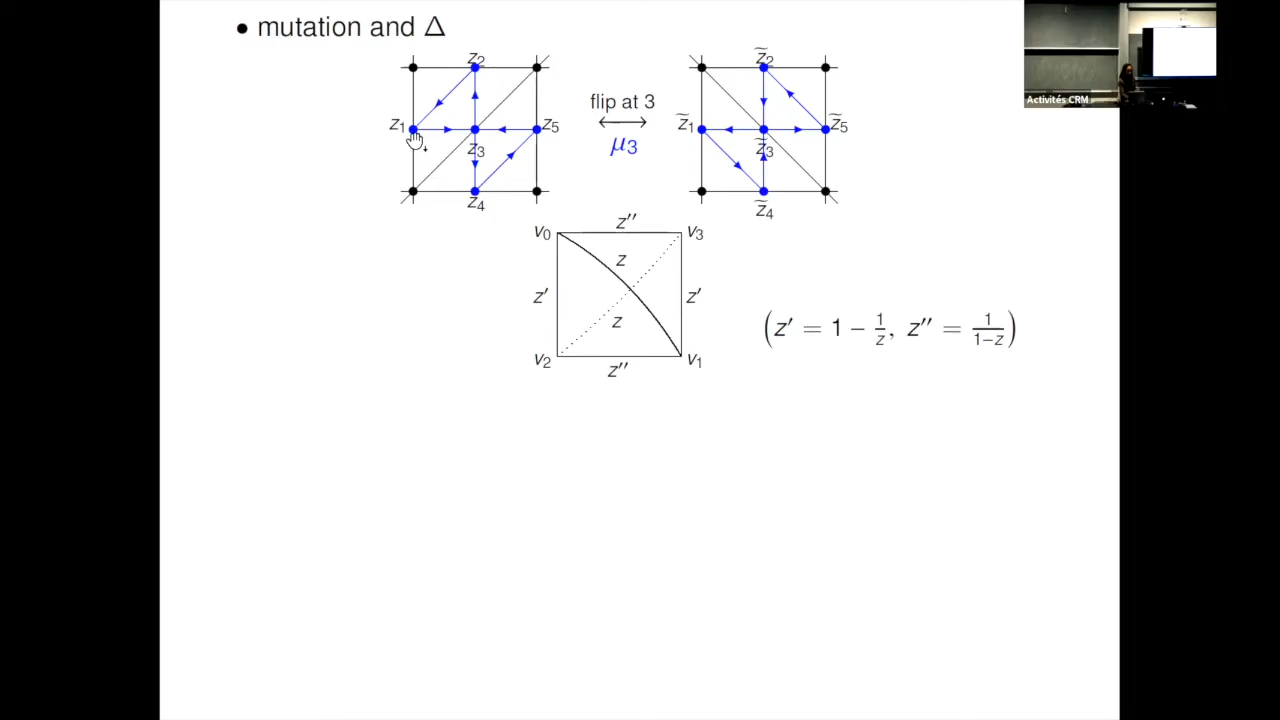 • mutation and Δ
z₂
z̃₂
flip at 3
z₁
z₅
z̃₁
z̃₅
μ₃
z₃
z̃₃
z₄
z̃₄
Activités CRM
z''
v₀
v₃
z
z'
z'
z
v₂
v₁
z''
(z' = 1 − 1/z, z'' = 1/(1−z))